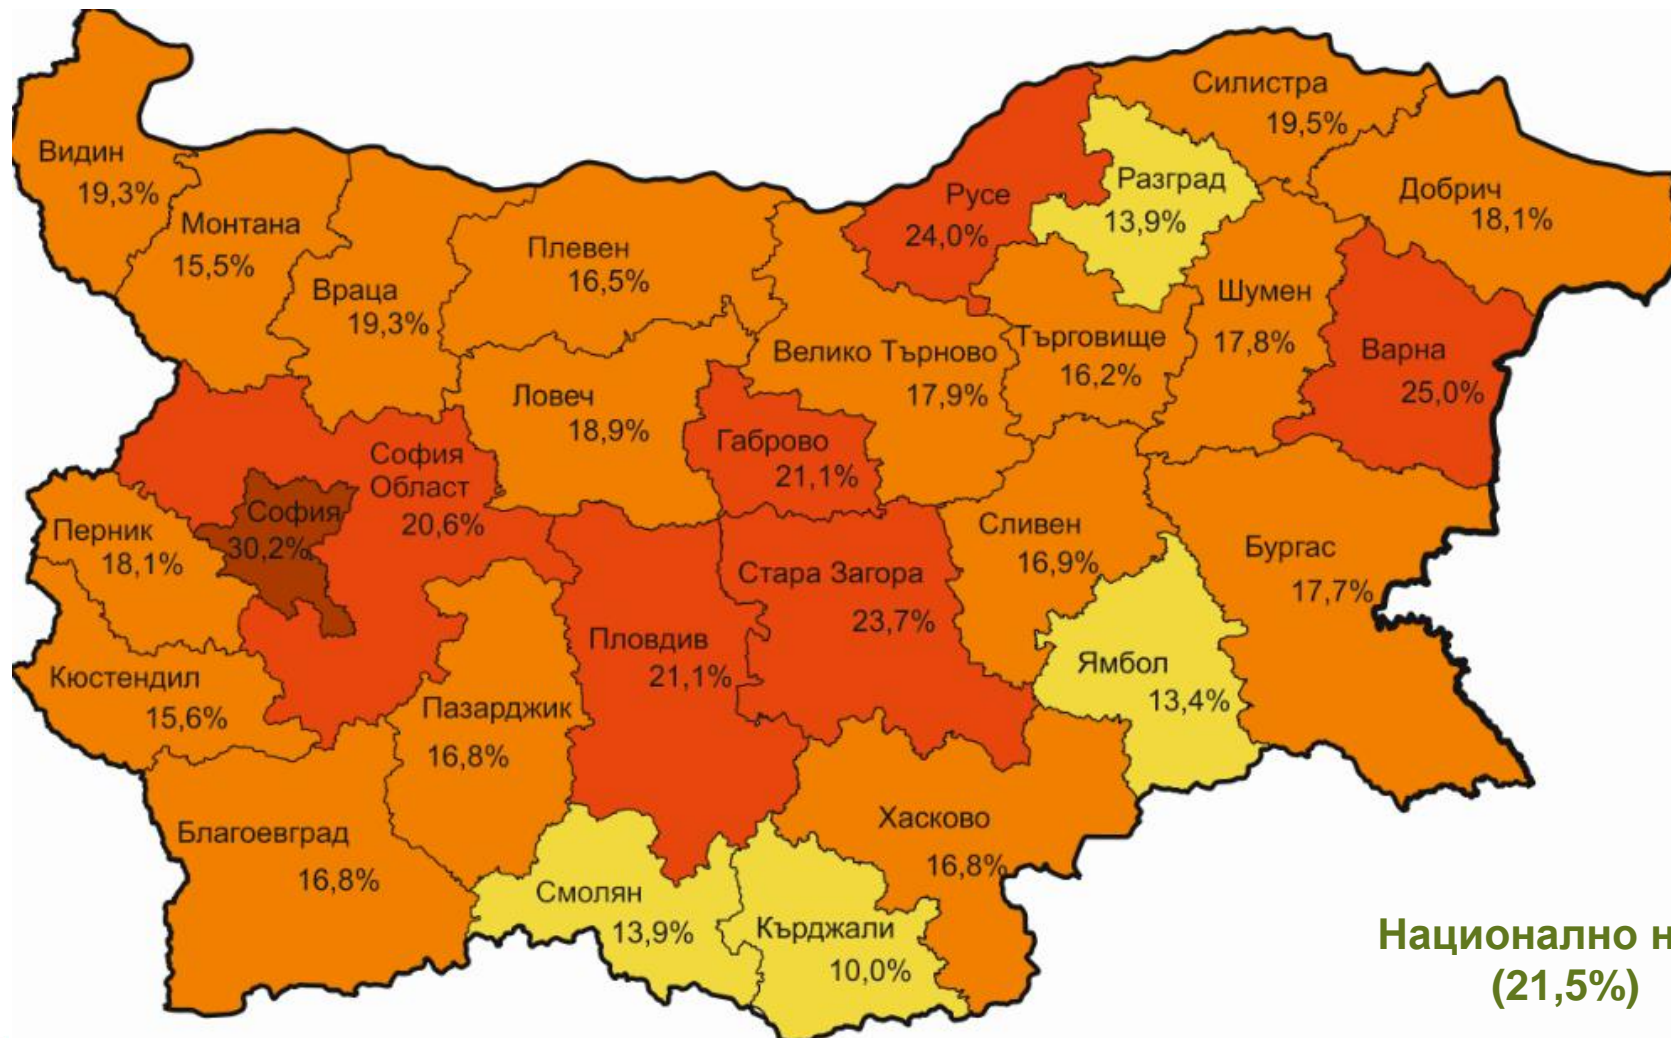 Видин
19,3%
Монтана
15,5%
Враца
19,3%
Плевен
16,5%
Ловеч
18,9%
Велико Търново
17,9%
Русе
24,0%
Разград
13,9%
Силистра
19,5%
Добрич
18,1%
Търговище
16,2%
Шумен
17,8%
Варна
25,0%
София
Област
20,6%
София
30,2%
Габрово
21,1%
Перник
18,1%
Кюстендил
15,6%
Пазарджик
16,8%
Пловдив
21,1%
Стара Загора
23,7%
Сливен
16,9%
Ямбол
13,4%
Бургас
17,7%
Благоевград
16,8%
Смолян
13,9%
Кърджали
10,0%
Хасково
16,8%
Национално н
(21,5%)